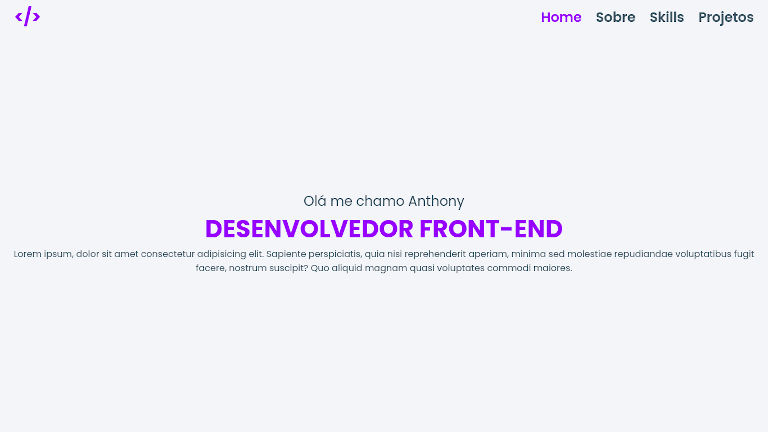 </>
Home Sobre Skills Projetos
Olá me chamo Anthony
DESENVOLVEDOR FRONT-END
Lorem ipsum, dolor sit amet consectetur adipisicing elit. Sapiente perspiciatis, quia nisi reprehenderit aperiam, minima sed molestiae repudiandae voluptatibus fugit
facere, nostrum suscipit? Quo aliquid magnam quasi voluptates commodi maiores.